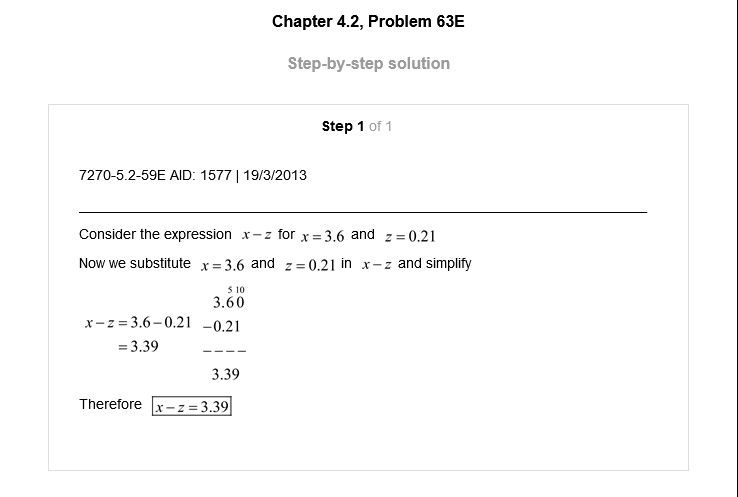 Chapter 4.2, Problem 63E
Step-by-step solution
Step 1 of 1
7270-5.2-59E AID: 1577 | 19/3/2013
Consider the expression x – z for x = 3.6 and z = 0.21
Now we substitute x = 3.6 and z = 0.21 in x – z and simplify
5 10
3.60
x – z = 3.6 – 0.21 –0.21
= 3.39 – – – –
3.39
Therefore x – z = 3.39